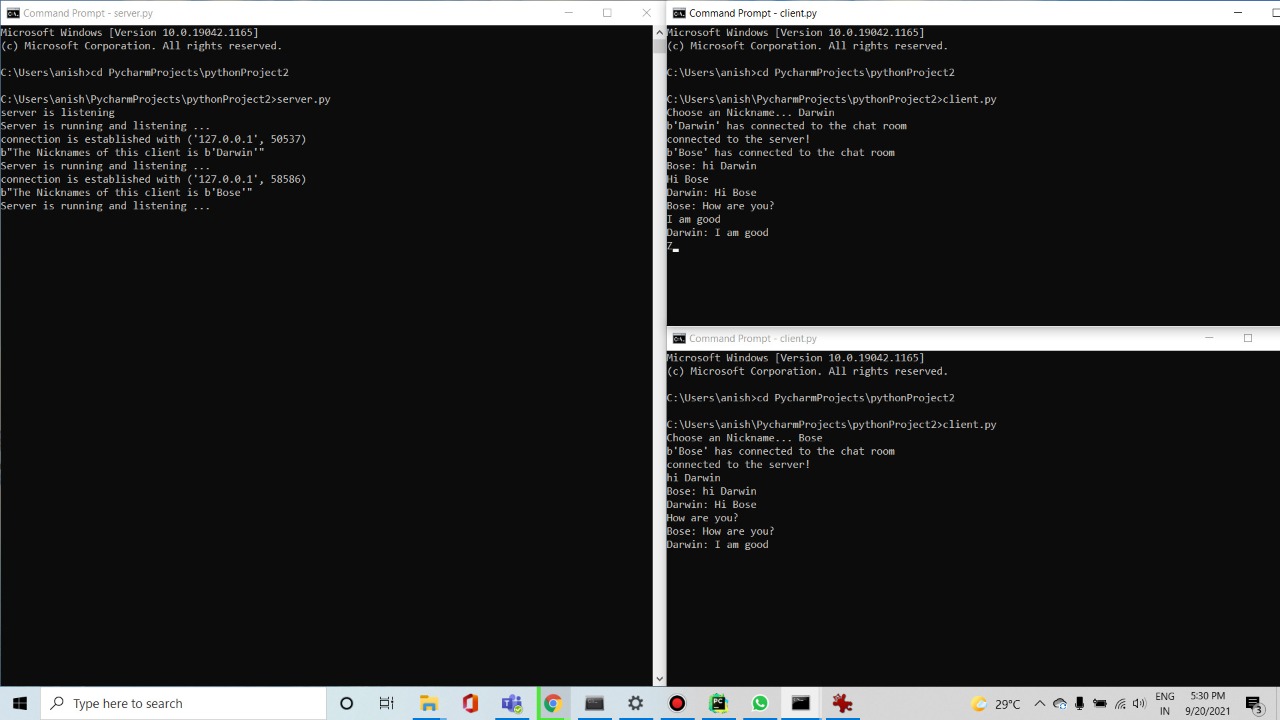 Command Prompt - server.py
Microsoft Windows [Version 10.0.19042.1165]
(c) Microsoft Corporation. All rights reserved.
C:\Users\anish>cd PycharmProjects\pythonProject2
C:\Users\anish\PycharmProjects\pythonProject2>server.py
server is listening
Server is running and listening ...
connection is established with ('127.0.0.1', 50537)
b"The Nicknames of this client is b'Darwin'"
Server is running and listening ...
connection is established with ('127.0.0.1', 58586)
b"The Nicknames of this client is b'Bose'"
Server is running and listening ...
Command Prompt - client.py
Microsoft Windows [Version 10.0.19042.1165]
(c) Microsoft Corporation. All rights reserved.
C:\Users\anish>cd PycharmProjects\pythonProject2
C:\Users\anish\PycharmProjects\pythonProject2>client.py
Choose an Nickname... Darwin
b'Darwin' has connected to the chat room
connected to the server!
b'Bose' has connected to the chat room
Bose: hi Darwin
Hi Bose
Darwin: Hi Bose
Bose: How are you?
I am good
Darwin: I am good
Command Prompt - client.py
Microsoft Windows [Version 10.0.19042.1165]
(c) Microsoft Corporation. All rights reserved.
C:\Users\anish>cd PycharmProjects\pythonProject2
C:\Users\anish\PycharmProjects\pythonProject2>client.py
Choose an Nickname... Bose
b'Bose' has connected to the chat room
connected to the server!
hi Darwin
Bose: hi Darwin
Darwin: Hi Bose
How are you?
Bose: How are you?
Darwin: I am good
Type here to search
29°C
ENG
IN
5:30 PM
9/20/2021
3